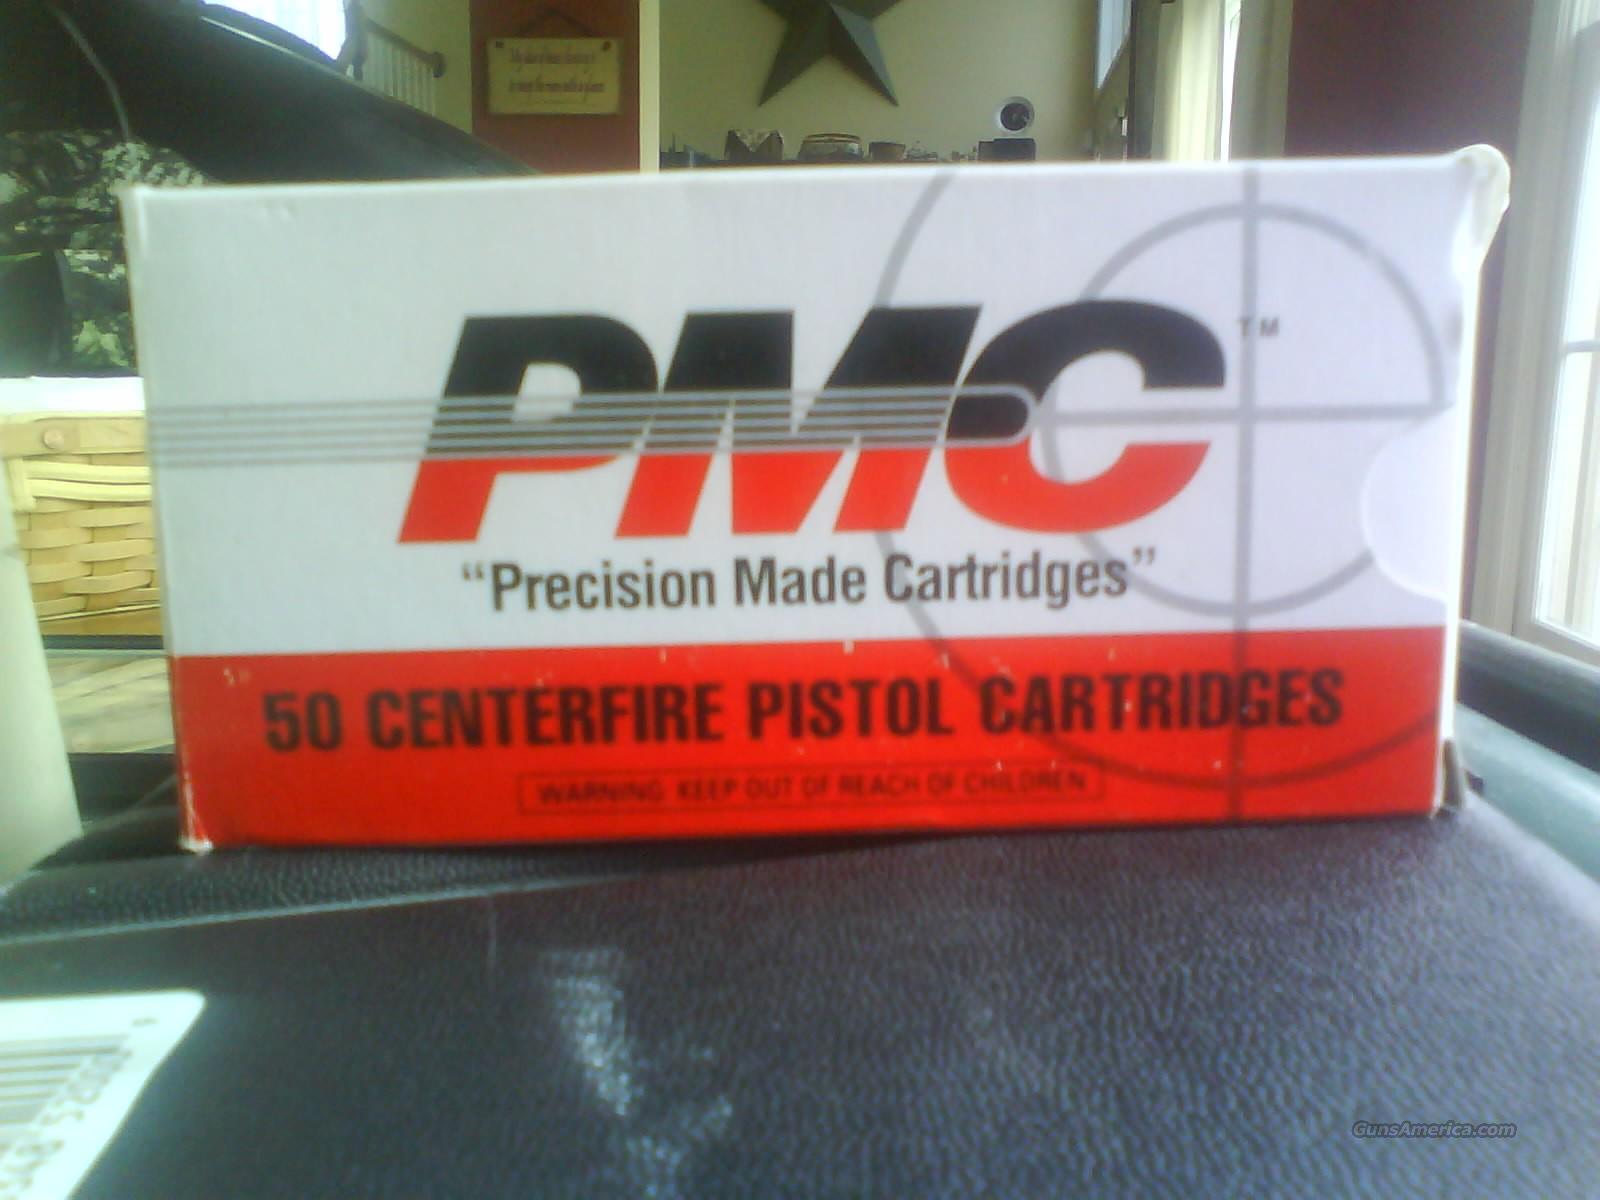 PMC
TM
"Precision Made Cartridges"
50 CENTERFIRE PISTOL CARTRIDGES
WARNING KEEP OUT OF REACH OF CHILDREN
GunsAmerica.com